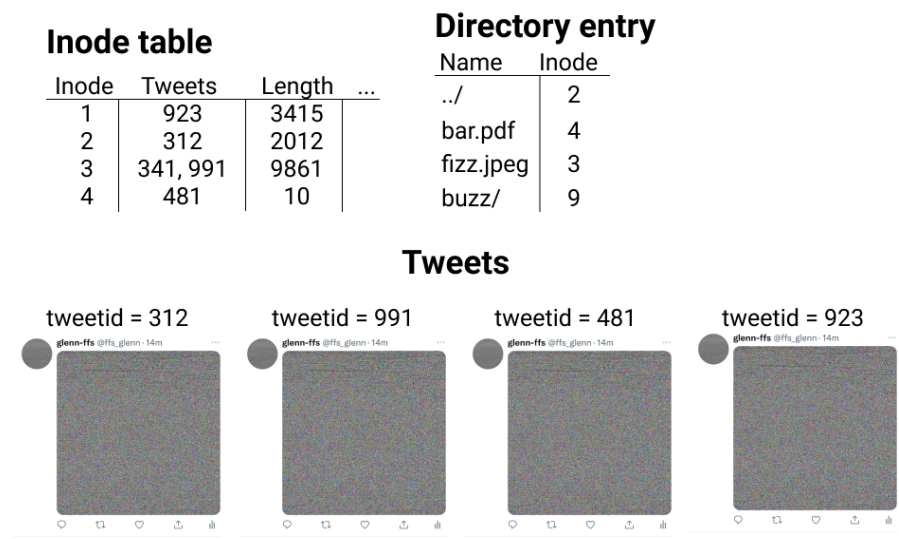 Inode table
Inode Tweets Length ...
1 923 3415
2 312 2012
3 341, 991 9861
4 481 10
Directory entry
Name Inode
../ 2
bar.pdf 4
fizz.jpeg 3
buzz/ 9
Tweets
tweetid = 312
glenn-ffs @ffs_glenn · 14m ...
tweetid = 991
glenn-ffs @ffs_glenn · 14m ...
tweetid = 481
glenn-ffs @ffs_glenn · 14m ...
tweetid = 923
glenn-ffs @ffs_glenn · 14m ...